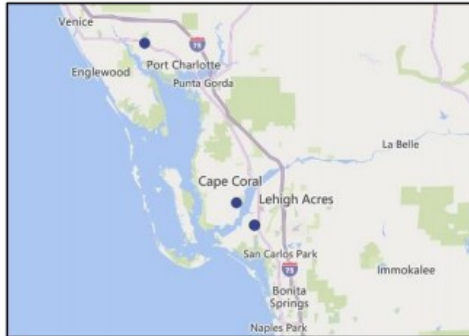 Venice
75
Englewood
Port Charlotte
Punta Gorda
La Belle
Cape Coral
Lehigh Acres
San Carlos Park
75
Immokalee
Bonita
Springs
Naples Park